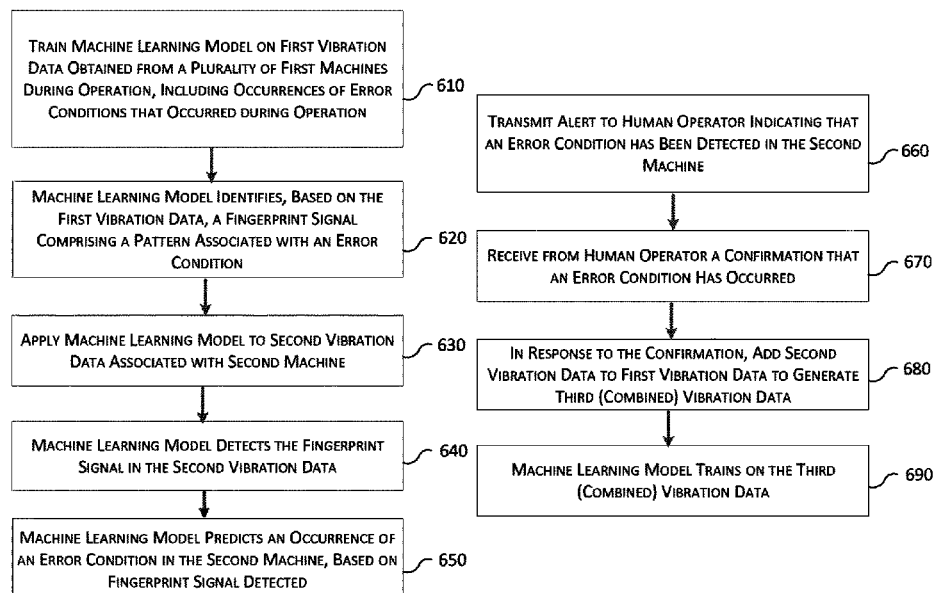 TRAIN MACHINE LEARNING MODEL ON FIRST VIBRATION
DATA OBTAINED FROM A PLURALITY OF FIRST MACHINES
DURING OPERATION, INCLUDING OCCURRENCES OF ERROR
CONDITIONS THAT OCCURRED DURING OPERATION
610
MACHINE LEARNING MODEL IDENTIFIES, BASED ON THE
FIRST VIBRATION DATA, A FINGERPRINT SIGNAL
COMPRISING A PATTERN ASSOCIATED WITH AN ERROR
CONDITION
620
APPLY MACHINE LEARNING MODEL TO SECOND VIBRATION
DATA ASSOCIATED WITH SECOND MACHINE
630
MACHINE LEARNING MODEL DETECTS THE FINGERPRINT
SIGNAL IN THE SECOND VIBRATION DATA
640
MACHINE LEARNING MODEL PREDICTS AN OCCURRENCE OF
AN ERROR CONDITION IN THE SECOND MACHINE, BASED ON
FINGERPRINT SIGNAL DETECTED
650
TRANSMIT ALERT TO HUMAN OPERATOR INDICATING THAT
AN ERROR CONDITION HAS BEEN DETECTED IN THE SECOND
MACHINE
660
RECEIVE FROM HUMAN OPERATOR A CONFIRMATION THAT
AN ERROR CONDITION HAS OCCURRED
670
IN RESPONSE TO THE CONFIRMATION, ADD SECOND
VIBRATION DATA TO FIRST VIBRATION DATA TO GENERATE
THIRD (COMBINED) VIBRATION DATA
680
MACHINE LEARNING MODEL TRAINS ON THE THIRD
(COMBINED) VIBRATION DATA
690